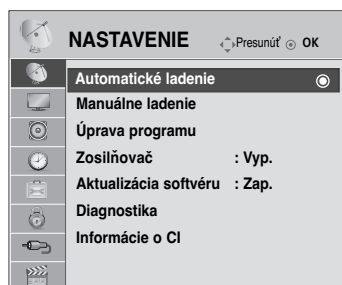 NASTAVENIE Presunúť OK
Automatické ladenie
Manuálne ladenie
Úprava programu
Zosilňovač : Vyp.
Aktualizácia softvéru : Zap.
Diagnostika
Informácie o CI